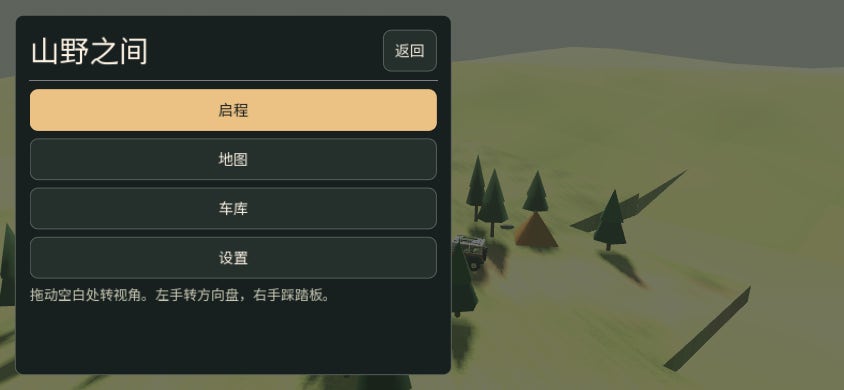 山野之间
返回
启程
地图
车库
设置
拖动空白处转视角。左手转方向盘，右手踩踏板。